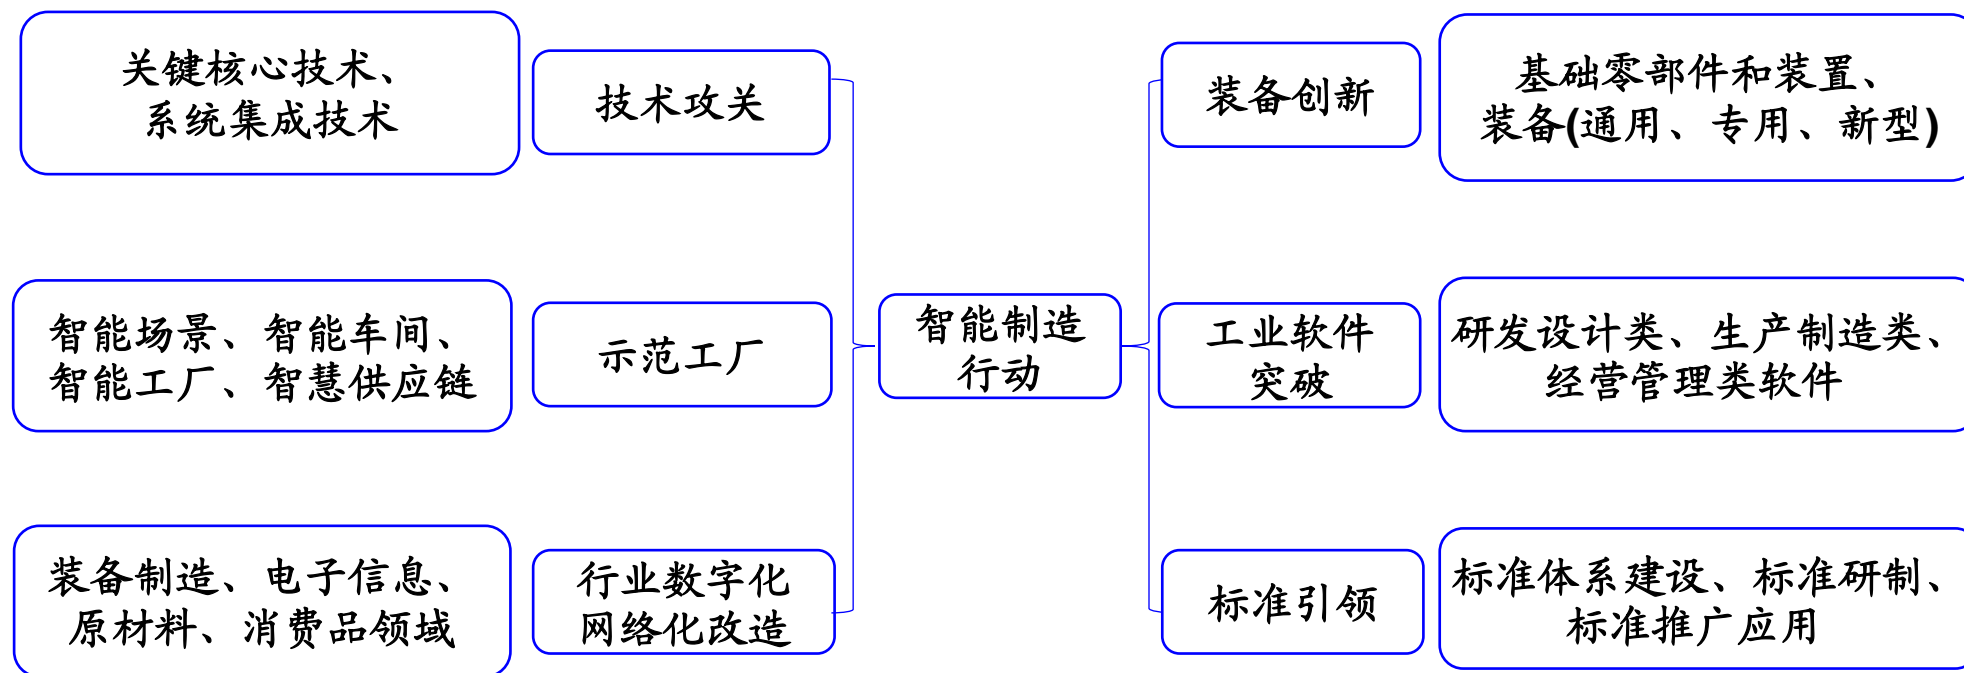 关键核心技术、
系统集成技术
技术攻关
装备创新
基础零部件和装置、
装备(通用、专用、新型)
智能场景、智能车间、
智能工厂、智慧供应链
示范工厂
智能制造
行动
工业软件
突破
研发设计类、生产制造类、
经营管理类软件
装备制造、电子信息、
原材料、消费品领域
行业数字化
网络化改造
标准引领
标准体系建设、标准研制、
标准推广应用